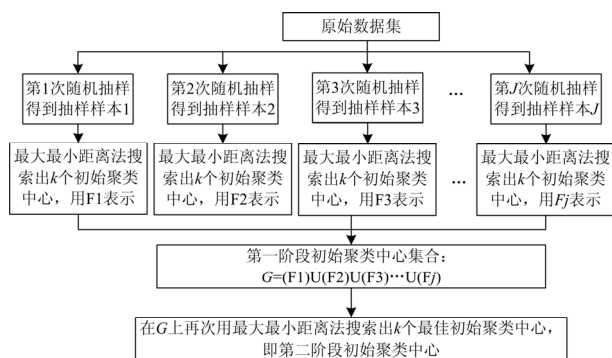 原始数据集
第1次随机抽样
得到抽样样本1
第2次随机抽样
得到抽样样本2
第3次随机抽样
得到抽样样本3
...
第J次随机抽样
得到抽样样本J
最大最小距离法搜
索出k个初始聚类
中心，用F1表示
最大最小距离法搜
索出k个初始聚类
中心，用F2表示
最大最小距离法搜
索出k个初始聚类
中心，用F3表示
...
最大最小距离法搜
索出k个初始聚类
中心，用Fj表示
第一阶段初始聚类中心集合：
G=(F1)U(F2)U(F3)···U(Fj)
在G上再次用最大最小距离法搜索出k个最佳初始聚类中心，
即第二阶段初始聚类中心